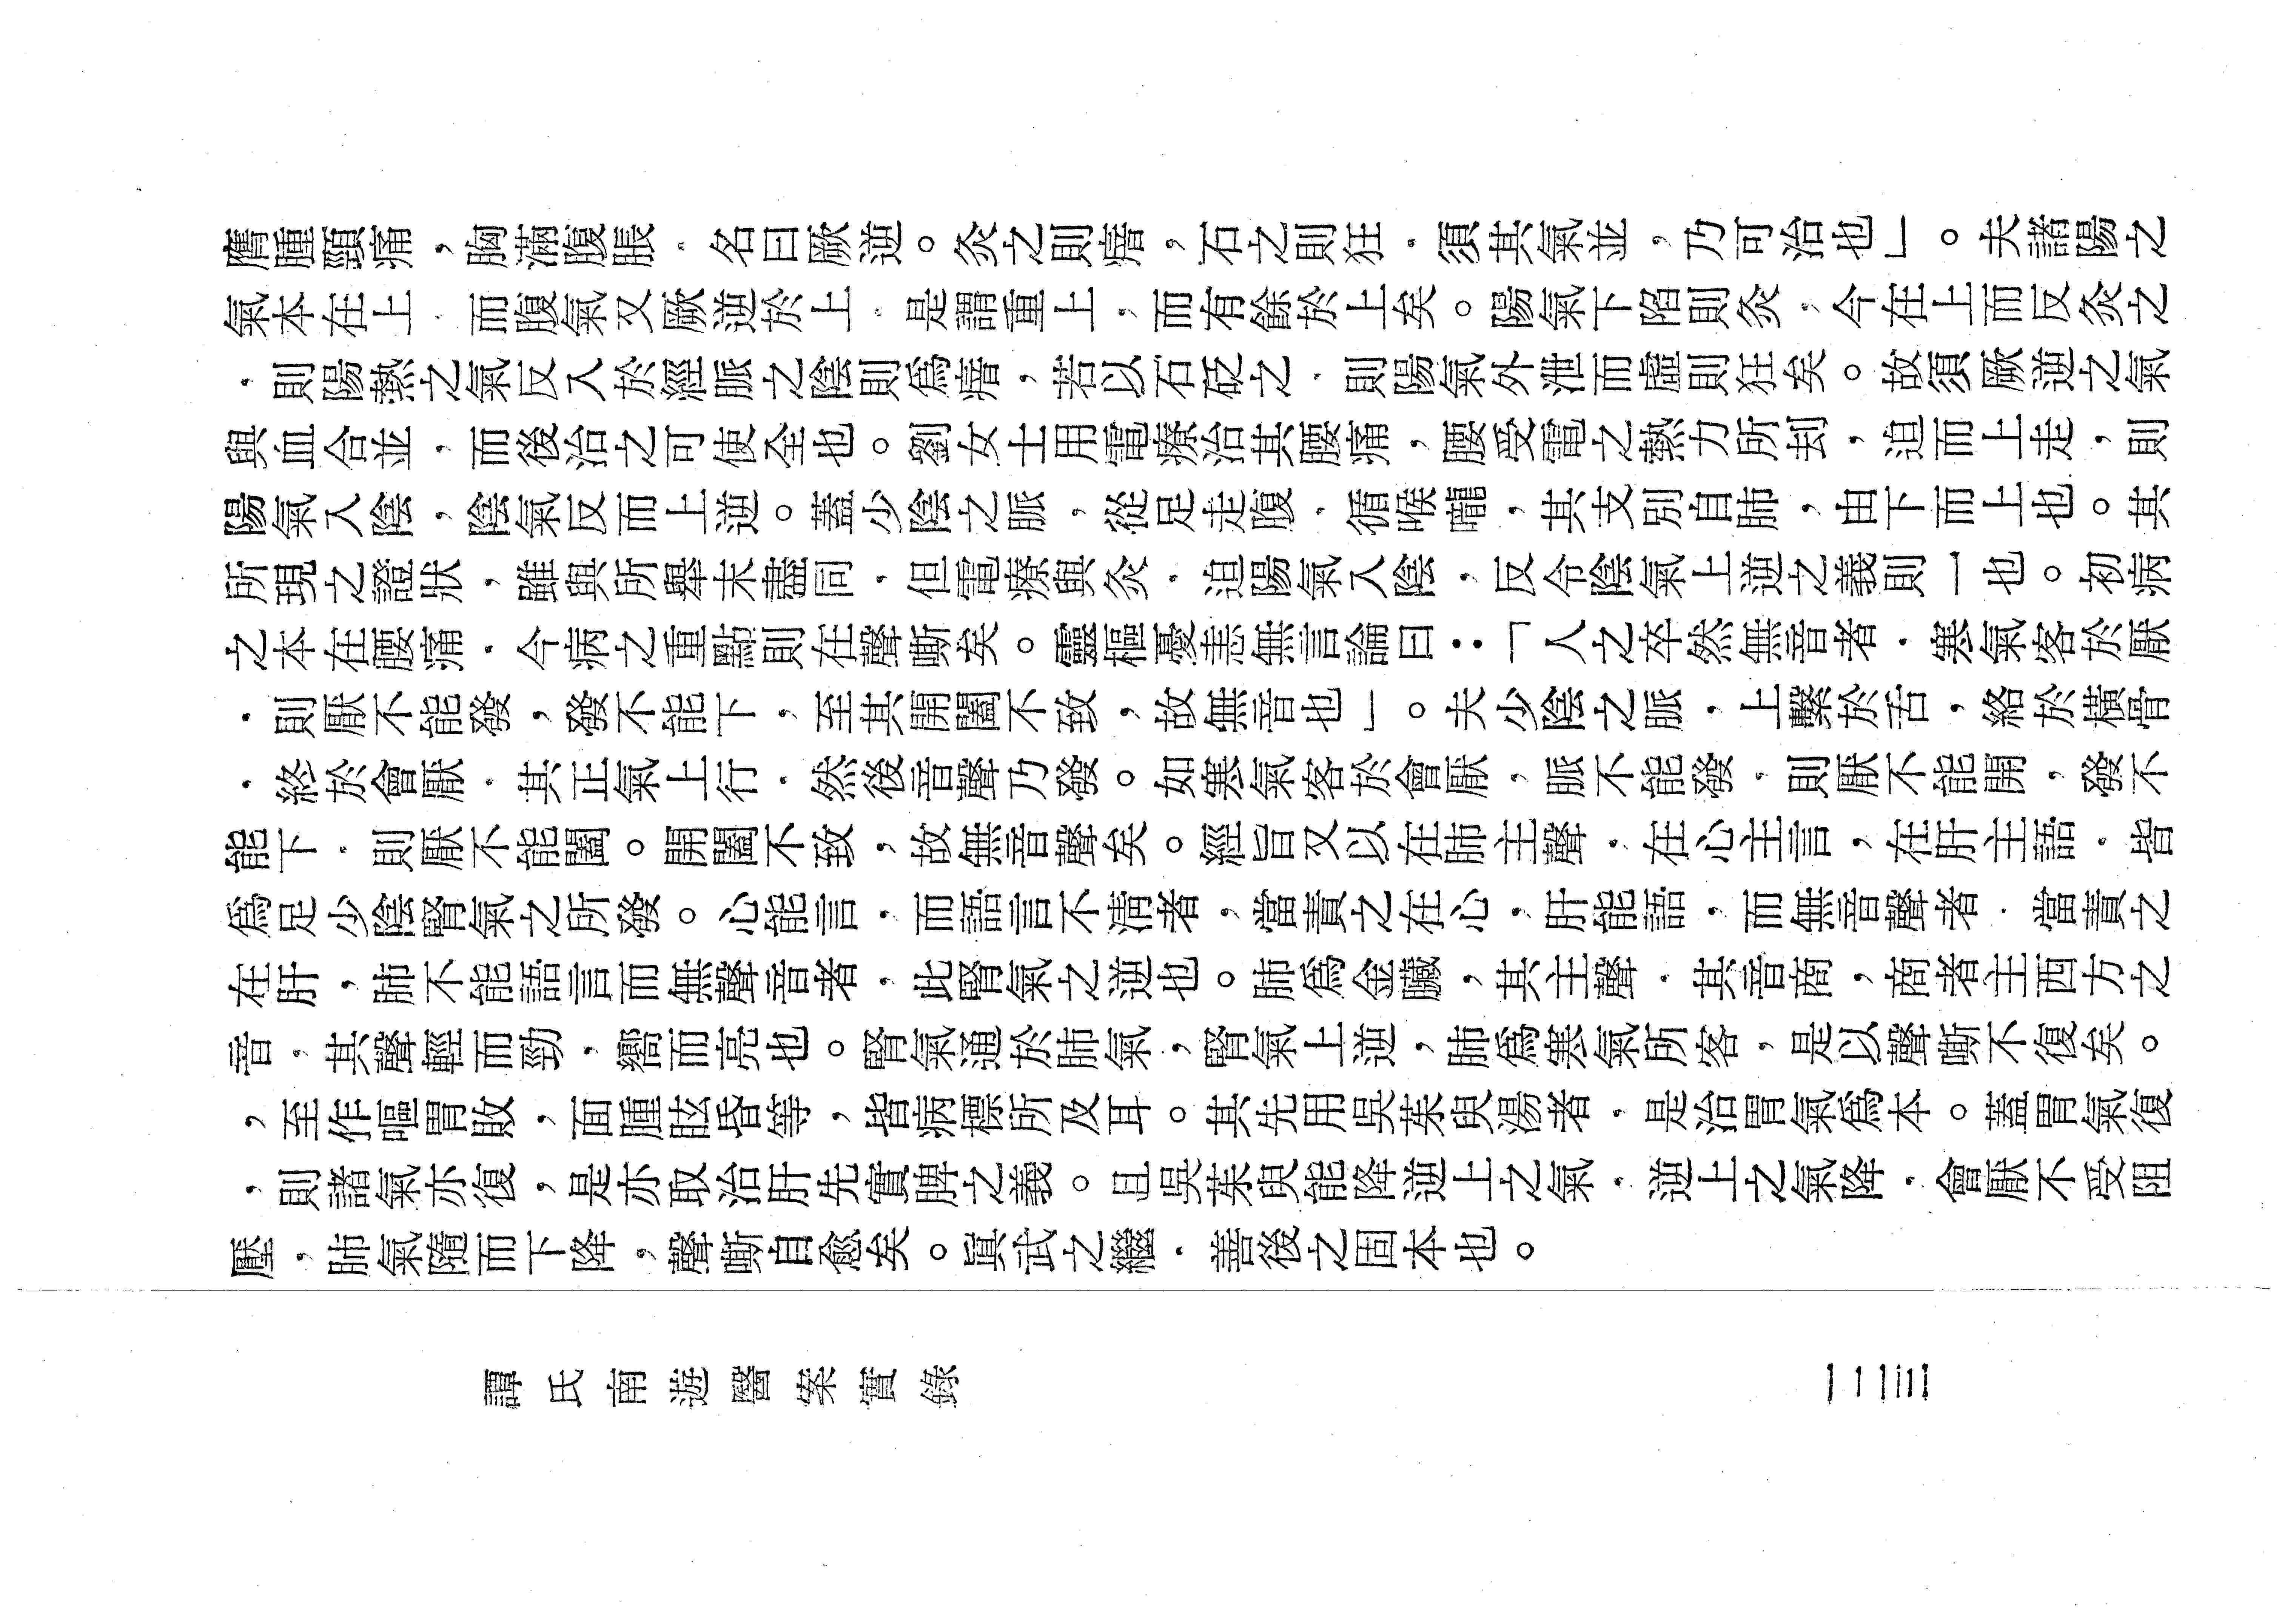 膺腫頸痛，胸滿腹脹，名曰厥逆。灸之則瘖，石之則狂，須其氣並，乃可治也」。夫諸陽之
氣本在上，而腹氣又厥逆於上，是謂重上，而有餘於上矣。陽氣下陷則灸，今在上而反灸之
，則陽熱之氣反入於經脈之陰則爲瘖，若以石砭之，則陽氣外泄而虛則狂矣。故須厥逆之氣
與血合並，而後治之可使全也。劉女士用電療治其腰痛，腰受電之熱力所刦，迫而上走，則
陽氣入陰，陰氣反而上逆。蓋少陰之脈，從足走腹，循喉嚨，其支別自肺，由下而上也。其
所現之證狀，雖與所舉未盡同，但電療與灸，迫陽氣入陰，反令陰氣上逆之義則一也。初病
之本在腰痛，今病之重點則在聲嘶矣。靈樞憂恚無言論曰：「人之卒然無音者，寒氣客於厭
，則厭不能發，發不能下，至其開闔不致，故無音也」。夫少陰之脈，上繫於舌，絡於橫骨
，終於會厭，其正氣上行，然後音聲乃發。如寒氣客於會厭，脈不能發，則厭不能開，發不
能下，則厭不能闔。開闔不致，故無音聲矣。經旨又以在肺主聲，在心主言，在肝主語，皆
爲足少陰腎氣之所發。心能言，而語言不淸者，當責之在心，肝能語，而無音聲者，當責之
在肝，肺不能語言而無聲音者，此腎氣之逆也。肺爲金臟，其主聲，其音商，商者主西方之
音，其聲輕而勁，嚮而亮也。腎氣通於肺氣，腎氣上逆，肺爲寒氣所客，是以聲嘶不復矣。
，至作嘔胃敗，面腫眩昏等，皆病標所及耳。其先用吳茱萸湯者，是治胃氣爲本。蓋胃氣復
，則諸氣亦復，是亦取治肝先實脾之義。且吳茱萸能降逆上之氣，逆上之氣降，會厭不受阻
壓，肺氣隨而下降，聲嘶自愈矣。眞武之繼，善後之固本也。
譚氏南遊醫案實錄